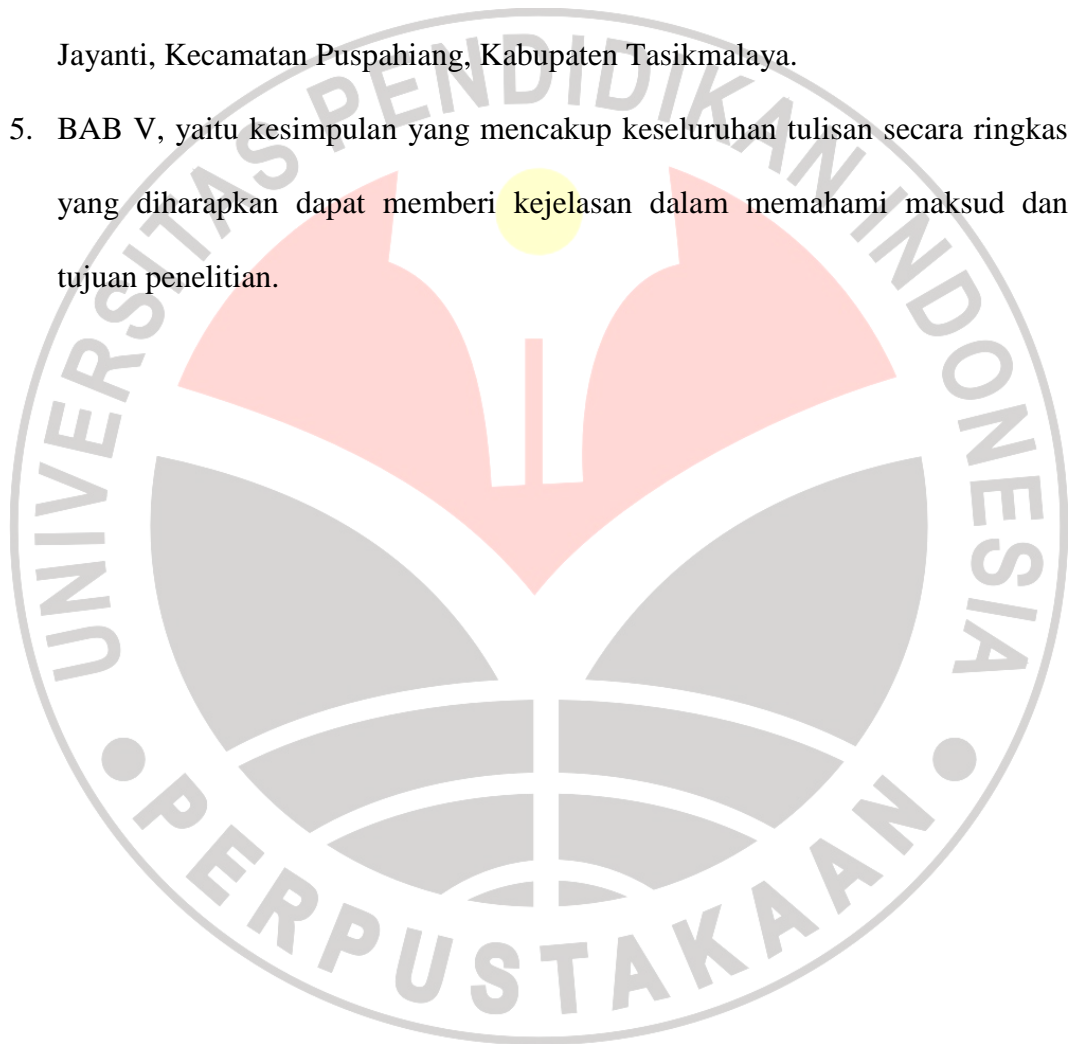 Jayanti, Kecamatan Puspahiang, Kabupaten Tasikmalaya.
5. BAB V, yaitu kesimpulan yang mencakup keseluruhan tulisan secara ringkas
yang diharapkan dapat memberi kejelasan dalam memahami maksud dan
tujuan penelitian.
UNIVERSITAS PENDIDIKAN INDONESIA
PERPUSTAKAAN